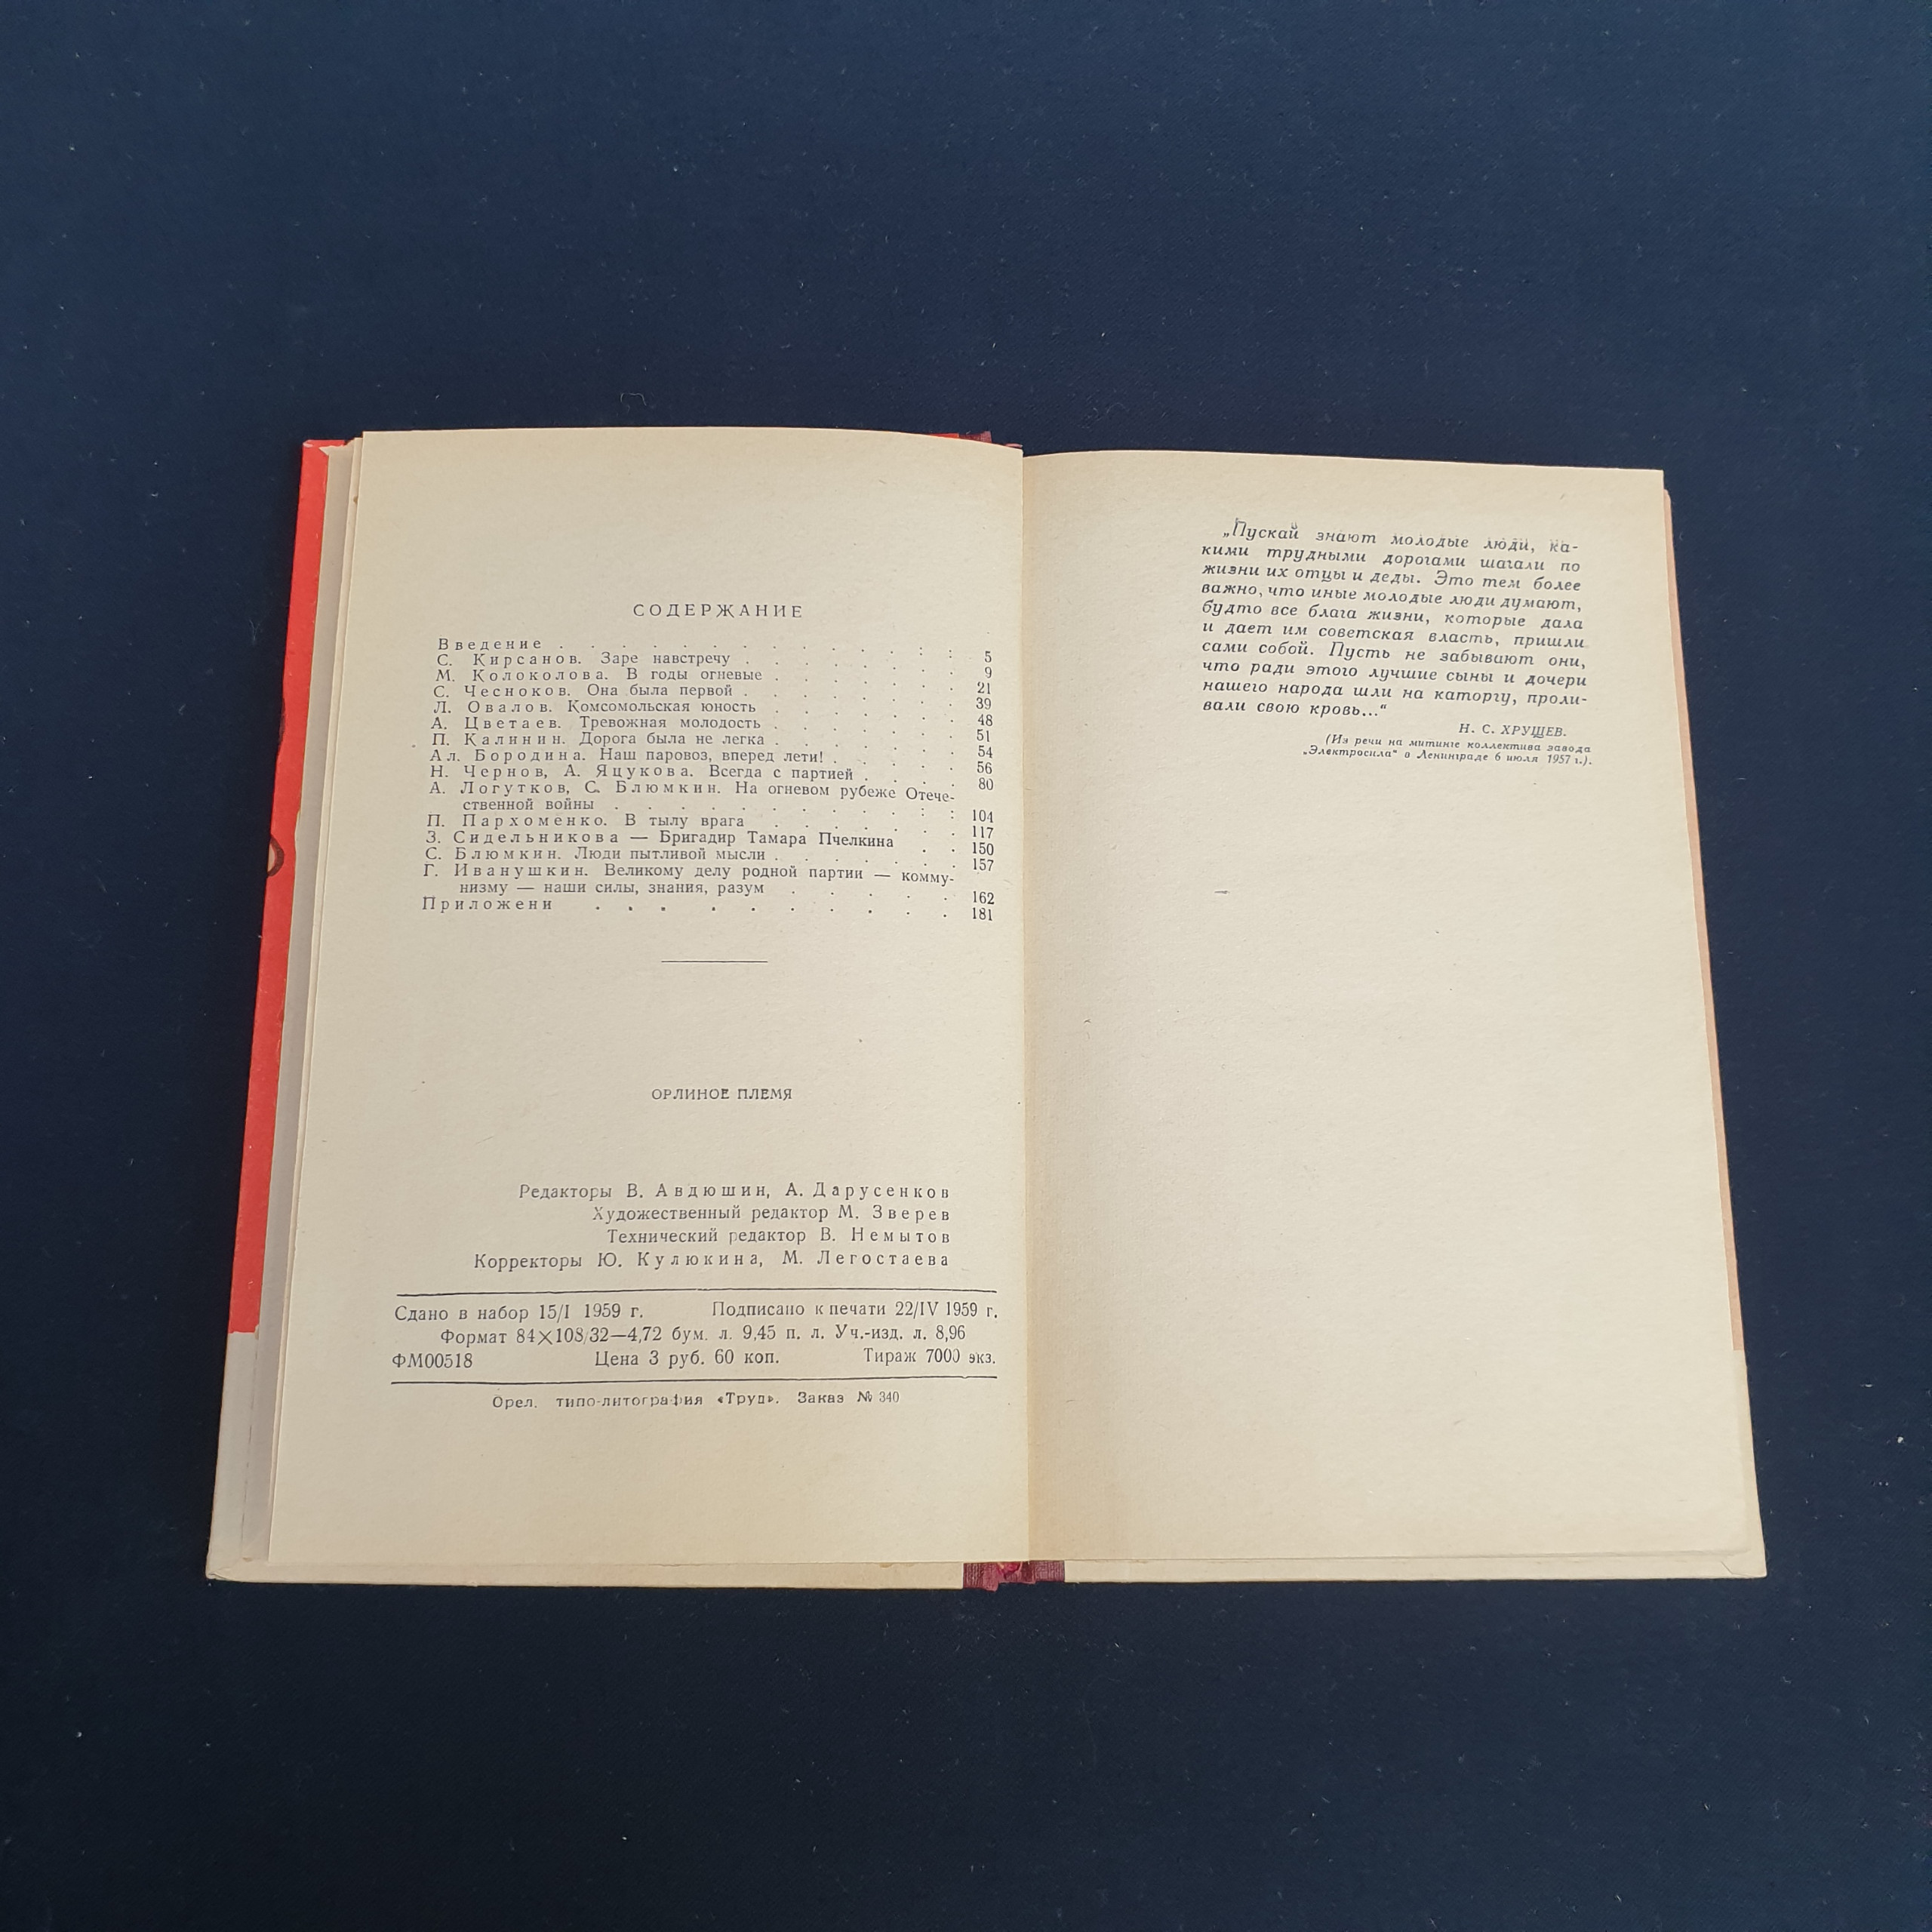 СОДЕРЖАНИЕ
Введение . . . . . . . . . . . . . : : 5
С. Кирсанов. Заре навстречу . . . . . . . 9
М. Колоколова. В годы огневые . . . . . . . 21
С. Чесноков. Она была первой . . . . . . . 39
Л. Овалов. Комсомольская юность . . . . . . . 48
А. Цветаев. Тревожная молодость . . . . . . . 51
П. Калинин. Дорога была не легка . . . . . . . 54
Ал. Бородина. Наш паровоз, вперед лети! . . . . . 56
Н. Чернов, А. Яцукова. Всегда с партией . . . . 80
А. Логутков, С. Блюмкин. На огневом рубеже Отече-
ственной войны . . . . . . . . . . : : 104
П. Пархоменко. В тылу врага . . . . . . . 117
З. Сидельникова — Бригадир Тамара Пчелкина . . 150
С. Блюмкин. Люди пытливой мысли . . . . . . . 157
Г. Иванушкин. Великому делу родной партии — комму-
низму — наши силы, знания, разум . . . . . 162
Приложени . . . . . . . . . . 181
ОРЛИНОЕ ПЛЕМЯ
Редакторы В. Авдюшин, А. Дарусенков
Художественный редактор М. Зверев
Технический редактор В. Немытов
Корректоры Ю. Кулюкина, М. Легостаева
Сдано в набор 15/I 1959 г. Подписано к печати 22/IV 1959 г.
Формат 84×108/32—4,72 бум. л. 9,45 п. л. Уч.-изд. л. 8,96
ФМ00518 Цена 3 руб. 60 коп. Тираж 7000 экз.
Орел, типо-литография «Труд». Заказ № 340
„Пускай знают молодые люди, ка-
кими трудными дорогами шагали по
жизни их отцы и деды. Это тем более
важно, что иные молодые люди думают,
будто все блага жизни, которые дала
и дает им советская власть, пришли
сами собой. Пусть не забывают они,
что ради этого лучшие сыны и дочери
нашего народа шли на каторгу, проли-
вали свою кровь...“
Н. С. ХРУЩЕВ.
(Из речи на митинге коллектива завода
„Электросила“ в Ленинграде 6 июля 1957 г.).